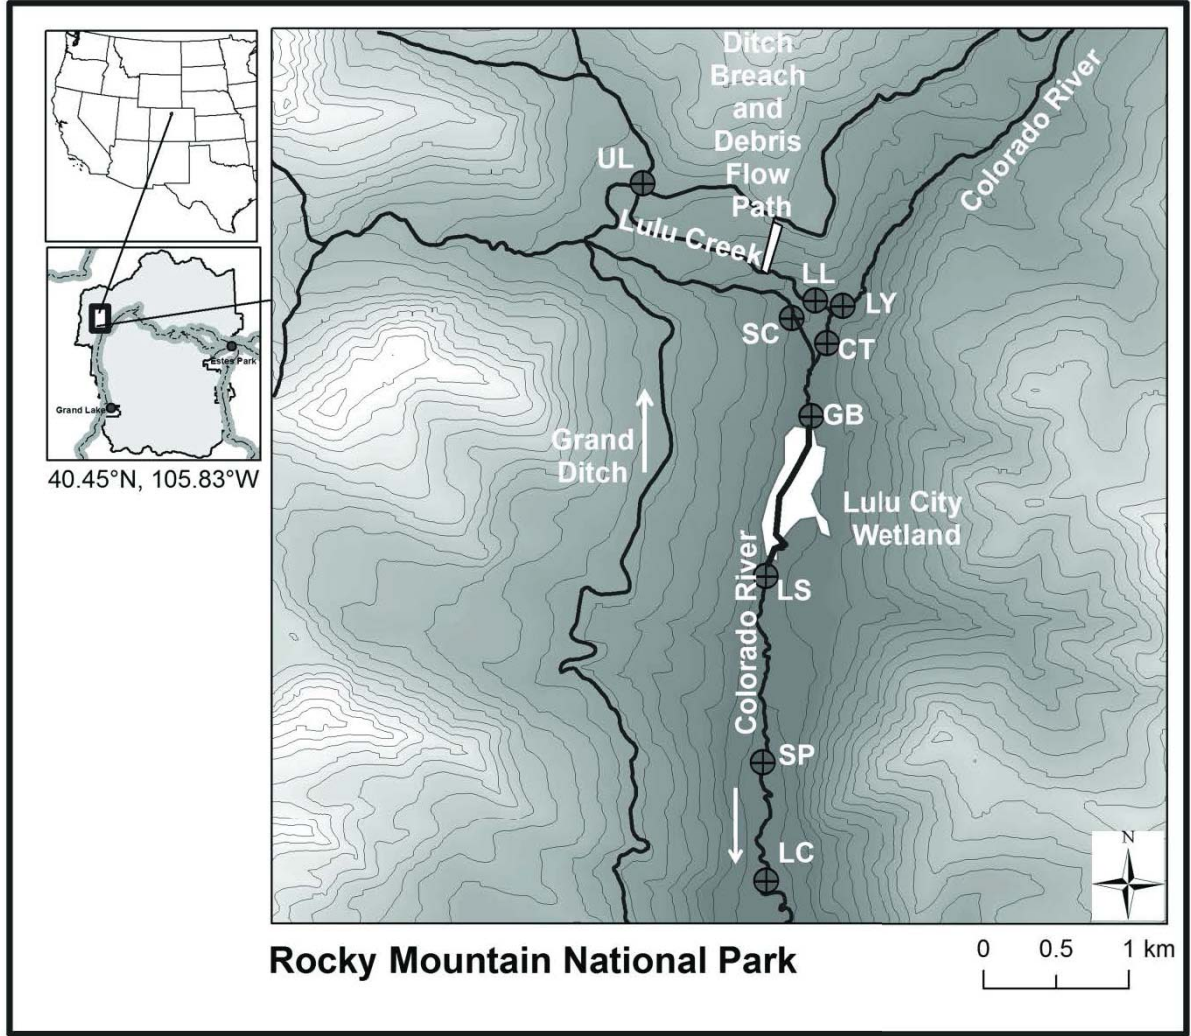 Ditch
Breach
and
Debris
Flow
Path
Colorado River
UL
Lulu Creek
LL
LY
SC
CT
GB
Grand
Ditch
Lulu City
Wetland
Colorado River
LS
SP
LC
Estes Park
Grand Lake
40.45°N, 105.83°W
N
Rocky Mountain National Park
0 0.5 1 km